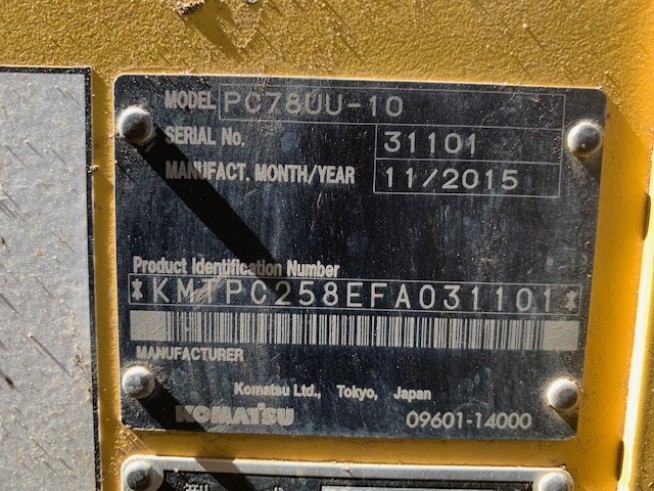 MODEL PC78UU-10
SERIAL No. 31101
MANUFACT. MONTH/YEAR 11/2015
Product Identification Number
*KMTPC258EFA031101*
MANUFACTURER
Komatsu Ltd., Tokyo, Japan
KOMATSU 09601-14000